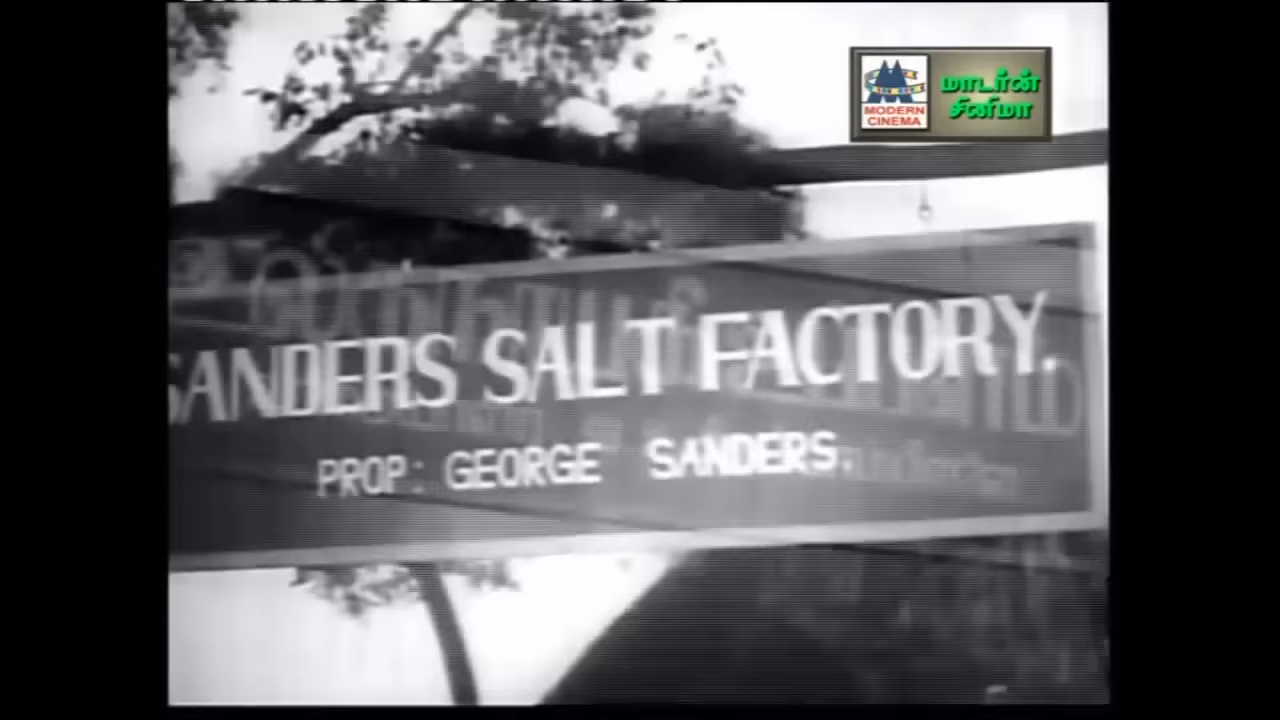 MODERN
CINEMA
மாடர்ன்
சினிமா
SANDERS SALT FACTORY.
PROP: GEORGE SANDERS.